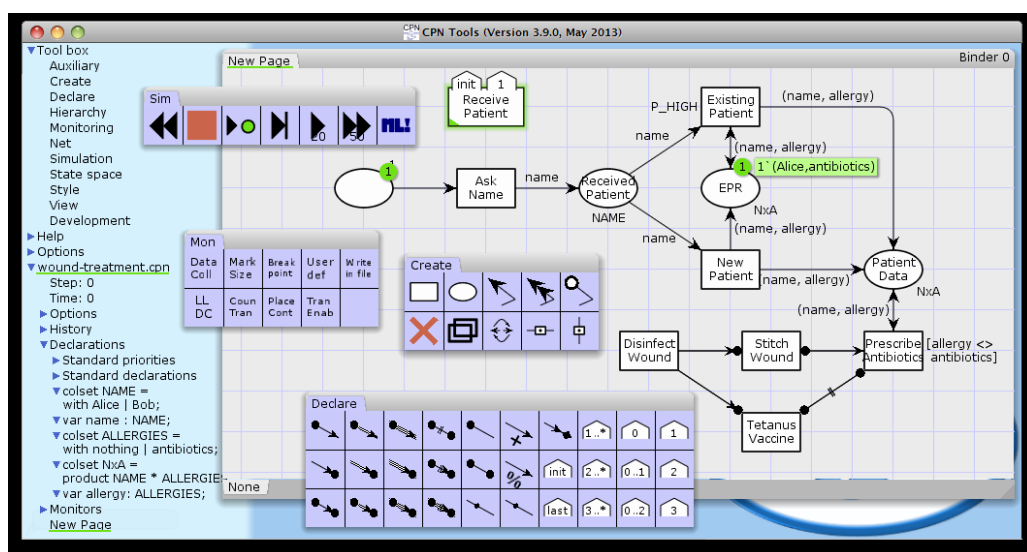 CPN CPN Tools (Version 3.9.0, May 2013)
Tool box
Auxiliary
Create
Declare
Hierarchy
Monitoring
Net
Simulation
State space
Style
View
Development
Help
Options
wound-treatment.cpn
Step: 0
Time: 0
Options
History
Declarations
Standard priorities
Standard declarations
colset NAME =
with Alice | Bob;
var name : NAME;
colset ALLERGIES =
with nothing | antibiotics;
colset NxA =
product NAME * ALLERGIE
var allergy: ALLERGIES;
Monitors
New Page
New Page
Binder 0
Sim
20
50
ML!
init 1
Receive
Patient
P_HIGH
Existing
Patient
(name, allergy)
name
(name, allergy)
1
1
1
1`(Alice,antibiotics)
Ask
Name
name
Received
Patient
NAME
EPR
NxA
name
(name, allergy)
New
Patient
(name, allergy)
Patient
Data
NxA
(name, allergy)
Disinfect
Wound
Stitch
Wound
Prescribe
Antibiotics
[allergy <>
antibiotics]
Tetanus
Vaccine
Mon
Data
Coll
Mark
Size
Break
point
User
def
Write
in file
LL
DC
Coun
Tran
Place
Cont
Tran
Enab
Create
Declare
1..* 0 1
% init 2..* 0..1 2
last 3..* 0..2 3
None